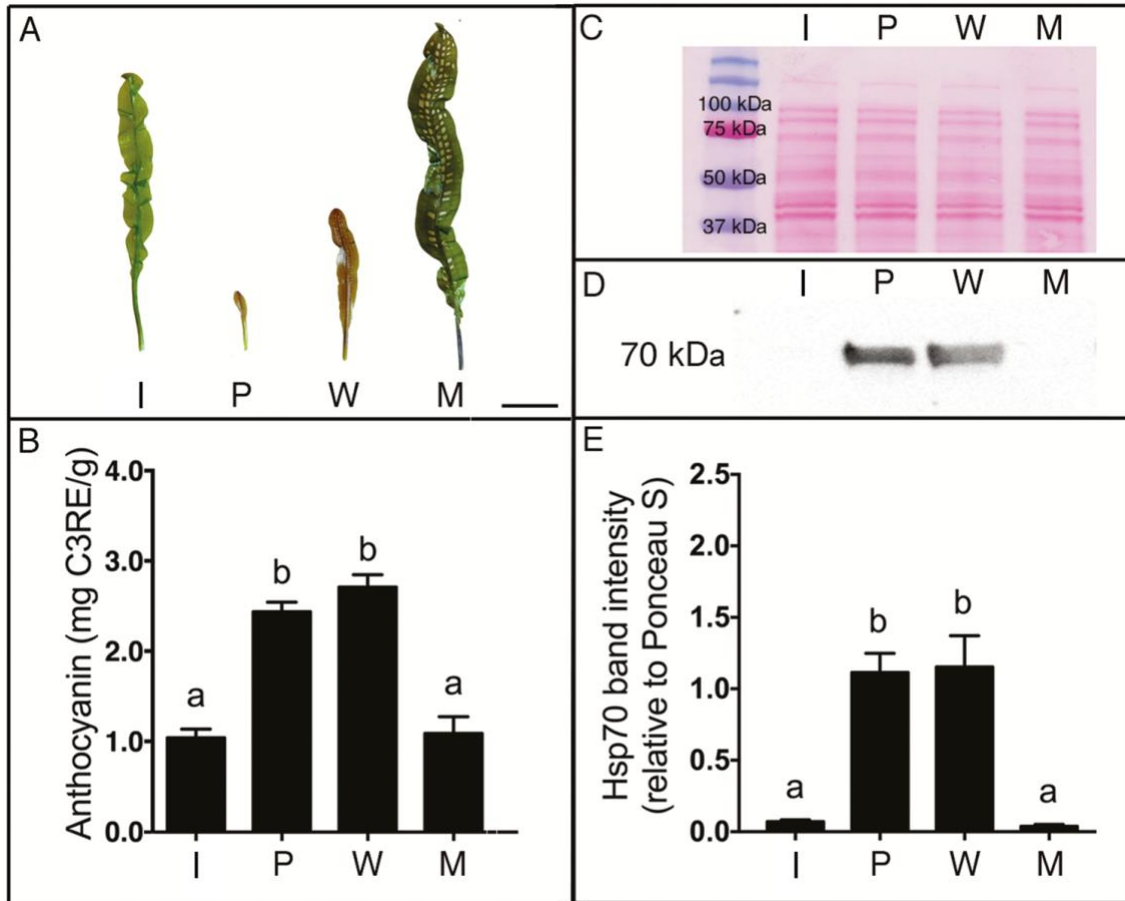 A
I P W M
B
Anthocyanin (mg C3RE/g)
4.0
3.0
2.0
1.0
0.0
a
b
b
a
I P W M
C
I P W M
100 kDa
75 kDa
50 kDa
37 kDa
D
I P W M
70 kDa
E
Hsp70 band intensity
(relative to Ponceau S)
2.5
2.0
1.5
1.0
0.5
0.0
a
b
b
a
I P W M